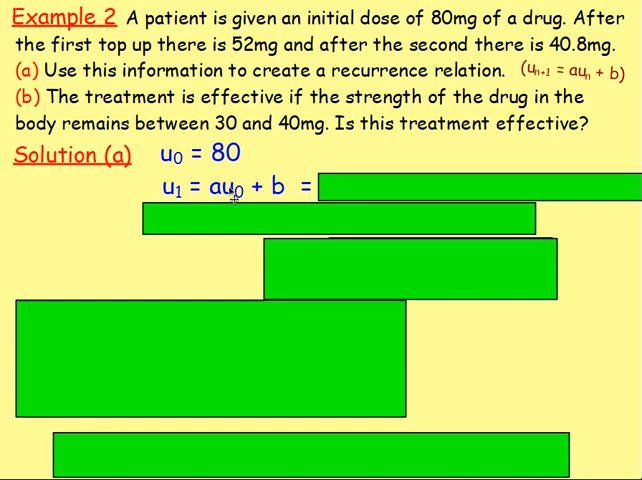 Example 2 A patient is given an initial dose of 80mg of a drug. After
the first top up there is 52mg and after the second there is 40.8mg.
(a) Use this information to create a recurrence relation. (uₙ₊₁ = auₙ + b)
(b) The treatment is effective if the strength of the drug in the
body remains between 30 and 40mg. Is this treatment effective?
Solution (a) u₀ = 80
u₁ = au₀ + b =